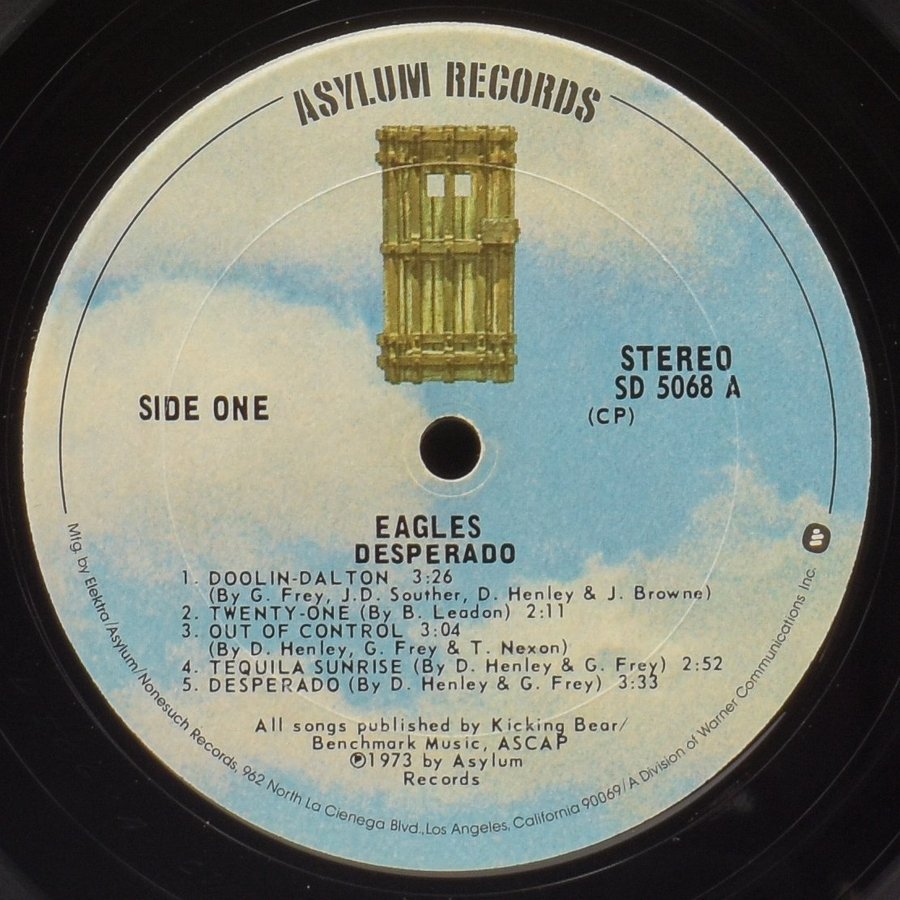 ASYLUM RECORDS
STEREO
SD 5068 A
(CP)
SIDE ONE
EAGLES
DESPERADO
1. DOOLIN-DALTON 3:26
(By G. Frey, J.D. Souther, D. Henley & J. Browne)
2. TWENTY-ONE (By B. Leadon) 2:11
3. OUT OF CONTROL 3:04
(By D. Henley, G. Frey & T. Nexon)
4. TEQUILA SUNRISE (By D. Henley & G. Frey) 2:52
5. DESPERADO (By D. Henley & G. Frey) 3:33
All songs published by Kicking Bear/
Benchmark Music, ASCAP
℗1973 by Asylum
Records
Mfg. by Elektra/Asylum/Nonesuch Records, 962 North La Cienega Blvd., Los Angeles, California 90069/A Division of Warner Communications Inc.